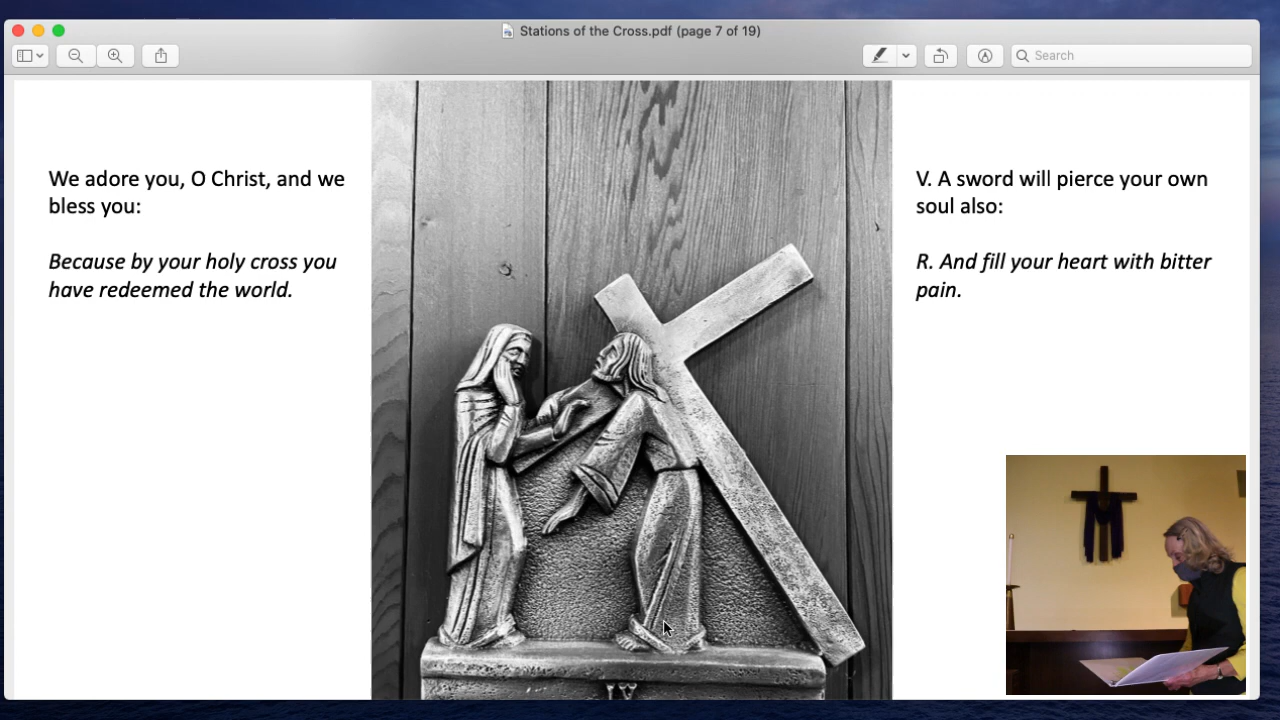 Stations of the Cross.pdf (page 7 of 19)
Search
We adore you, O Christ, and we
bless you:
Because by your holy cross you
have redeemed the world.
V. A sword will pierce your own
soul also:
R. And fill your heart with bitter
pain.
IV